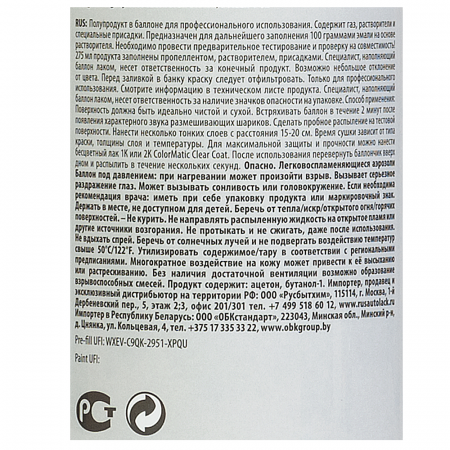 RUS: Полупродукт в баллоне для профессионального использования. Содержит газ, растворители и
специальные присадки. Предназначен для дальнейшего заполнения 100 граммами эмали на основе
растворителя. Необходимо провести предварительное тестирование и проверку на совместимость!
275 мл продукта заполнены пропеллентом, растворителем, присадками. Специалист, наполняющий
баллон лаком, несет ответственность за конечный продукт. Возможно небольшое отклонение
от цвета. Перед заливкой в банку краску следует отфильтровать. Только для профессионального
использования. Смотрите информацию в техническом листе продукта. Специалист, наполняющий
баллон лаком, несет ответственность за наличие значков опасности на упаковке. Способ применения:
Поверхность должна быть идеально чистой и сухой. Встряхивать баллон в течение 2 минут после
появления характерного звука размешивающих шариков. Сделать пробное распыление на тестовой
поверхности. Нанести несколько тонких слоев с расстояния 15-20 см. Время сушки зависит от типа
краски, толщины слоя и температуры. Для максимальной защиты и прочности можно нанести
бесцветный лак 1K или 2K ColorMatic Clear Coat. После использования перевернуть баллончик вверх
дном и распылить в течение нескольких секунд. Опасно. Легковоспламеняющиеся аэрозоли
Баллон под давлением: при нагревании может произойти взрыв. Вызывает серьезное
раздражение глаз. Может вызывать сонливость или головокружение. Если необходима
рекомендация врача: иметь при себе упаковку продукта или маркировочный знак.
Держать в месте, не доступном для детей. Беречь от тепла/искр/открытого огня/горячих
поверхностей. – Не курить. Не направлять распыленную жидкость на открытое пламя или
другие источники возгорания. Не протыкать и не сжигать, даже после использования.
Не вдыхать спрей. Беречь от солнечных лучей и не подвергать воздействию температур
свыше 50°C/122°F. Утилизировать содержимое/тару в соответствии с региональными
предписаниями. Многократное воздействие на кожу может привести к её высыханию
или растрескиванию. Без наличия достаточной вентиляции возможно образование
взрывоопасных смесей. Продукт содержит: ацетон, бутанол-1. Импортер, продавец и
эксклюзивный дистрибьютор на территории РФ: ООО «Русбытхим», 115114, г. Москва, 1-й
Дербеневский пер., 5, этаж 2;3, офис 201/301 тел. +7 499 518 60 12, www.rusautolack.ru
Импортер в Республику Беларусь: ООО «ОБКстандарт», 223043, Минская обл., Минский р-н,
д. Цнянка, ул. Кольцевая, 4, тел. +375 17 335 33 22, www.obkgroup.by
Pre-fill UFI: WXEV-C9QK-2951-XPQU
Paint UFI:
РСТ